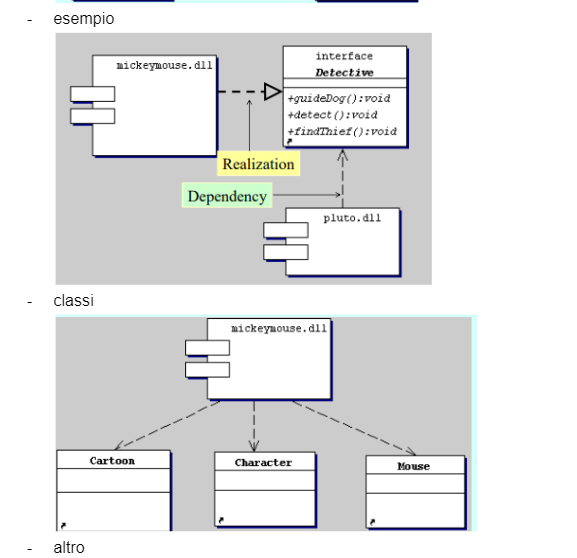 - esempio
mickeymouse.dll
interface
Detective
+guideDog():void
+detect():void
+findThief():void
Realization
Dependency
pluto.dll
- classi
mickeymouse.dll
Cartoon
Character
Mouse
- altro